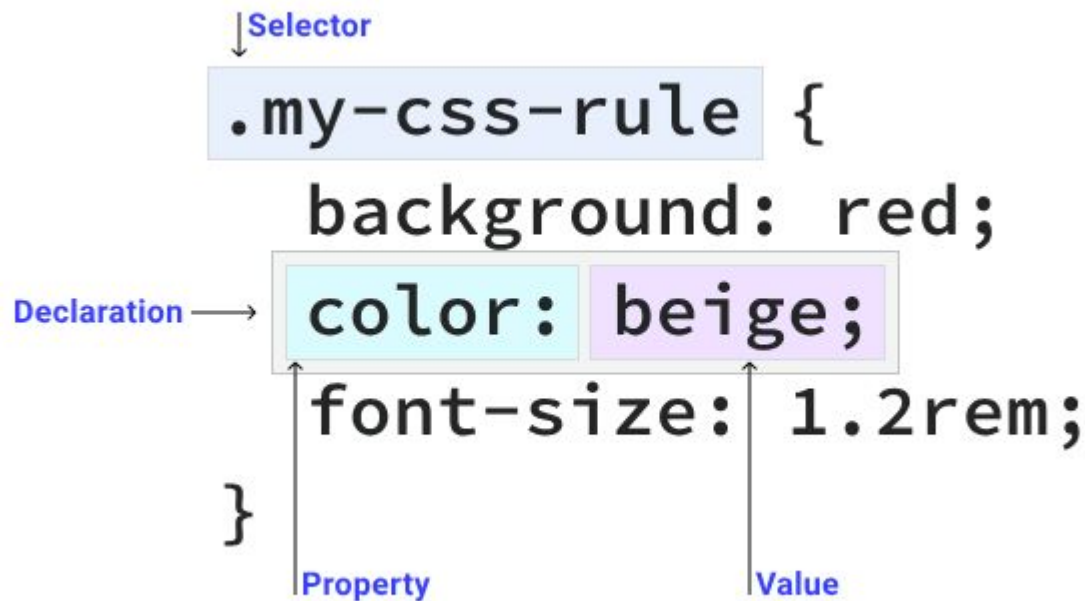 Selector
.my-css-rule {
background: red;
Declaration color: beige;
font-size: 1.2rem;
}
Property Value